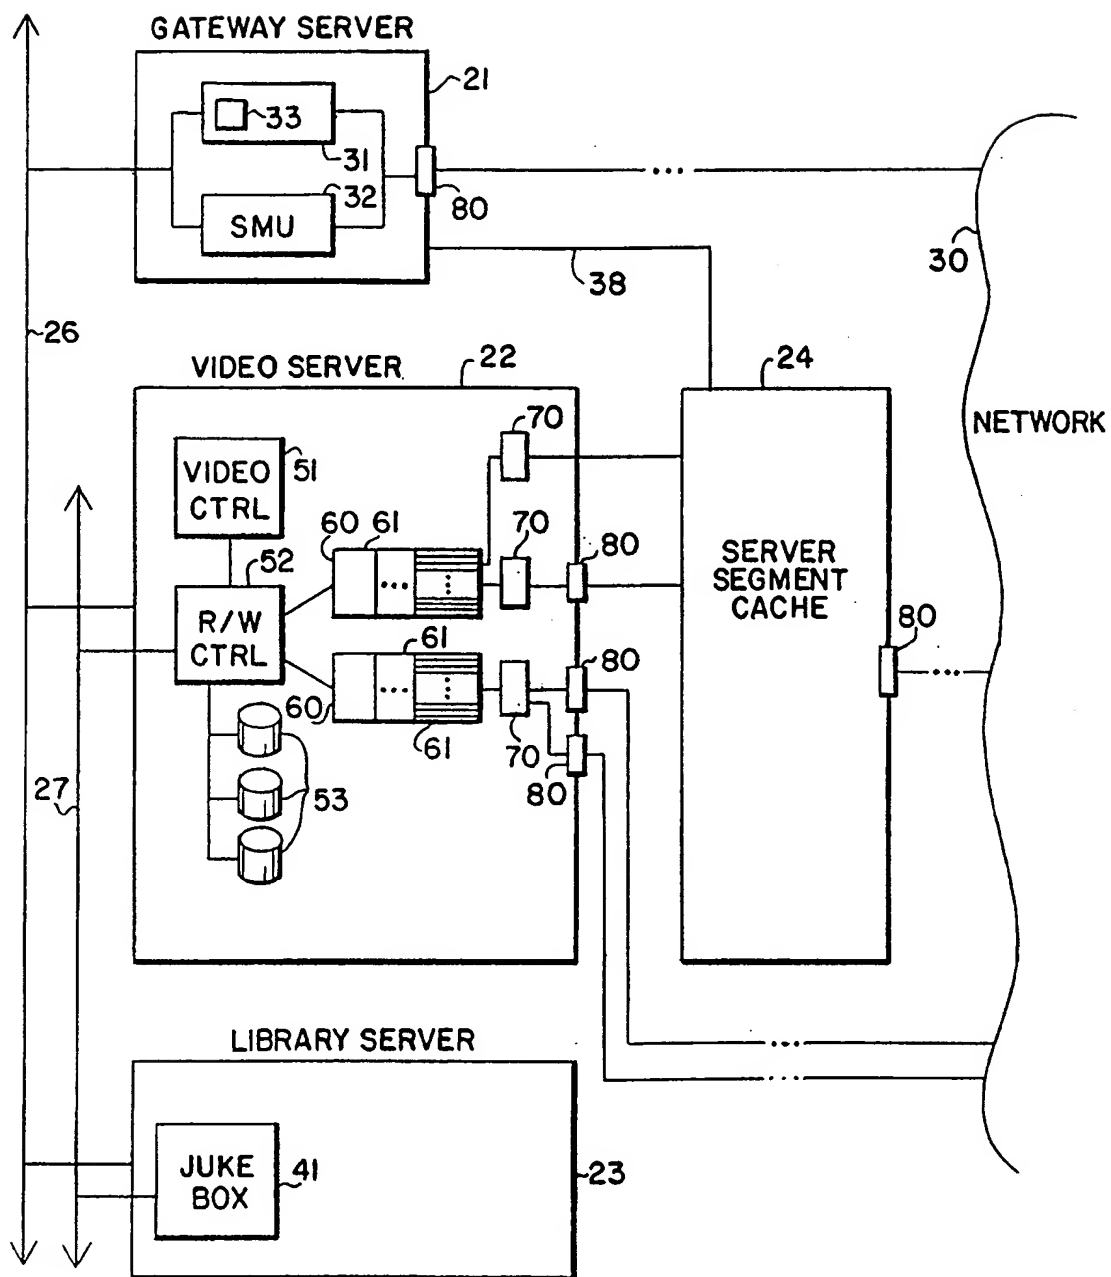 GATEWAY SERVER
21
33
31
32
SMU
80
...
30
38
26
VIDEO SERVER
22
24
NETWORK
70
VIDEO
CTRL
51
60
61
70
80
52
R/W
CTRL
...
SERVER
SEGMENT
CACHE
61
80
80
...
60
...
61
70
80
27
53
...
...
LIBRARY SERVER
JUKE
BOX
41
23